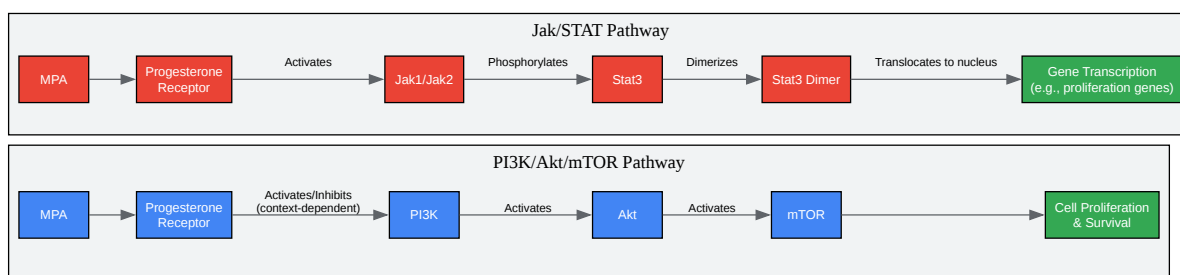 Jak/STAT Pathway
MPA
Progesterone
Receptor
Activates
Jak1/Jak2
Phosphorylates
Stat3
Dimerizes
Stat3 Dimer
Translocates to nucleus
Gene Transcription
(e.g., proliferation genes)
PI3K/Akt/mTOR Pathway
MPA
Progesterone
Receptor
Activates/Inhibits
(context-dependent)
PI3K
Activates
Akt
Activates
mTOR
Cell Proliferation
& Survival